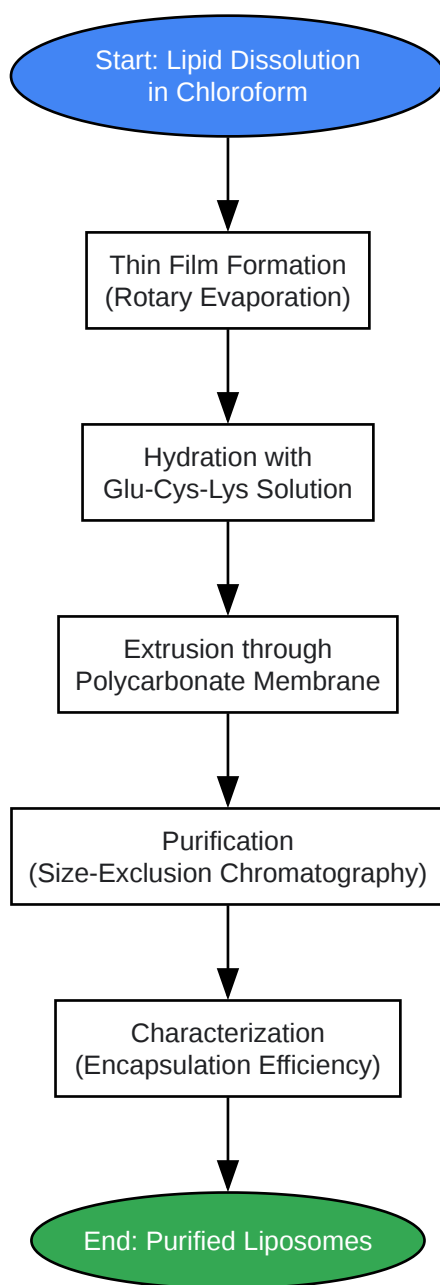 Start: Lipid Dissolution
in Chloroform
Thin Film Formation
(Rotary Evaporation)
Hydration with
Glu-Cys-Lys Solution
Extrusion through
Polycarbonate Membrane
Purification
(Size-Exclusion Chromatography)
Characterization
(Encapsulation Efficiency)
End: Purified Liposomes